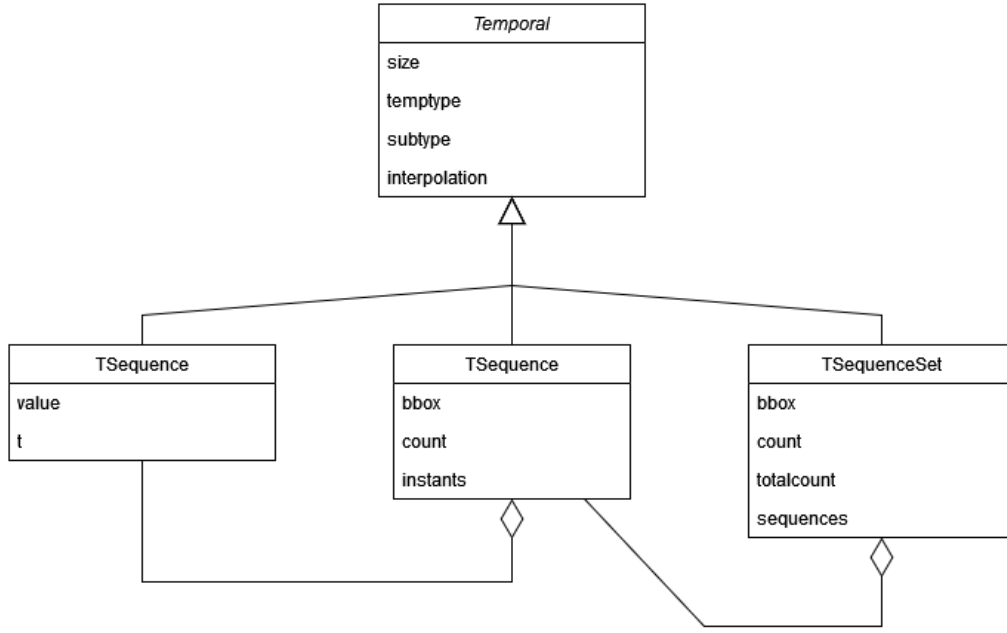 Temporal
size
temptype
subtype
interpolation
TSequence
value
t
TSequence
bbox
count
instants
TSequenceSet
bbox
count
totalcount
sequences